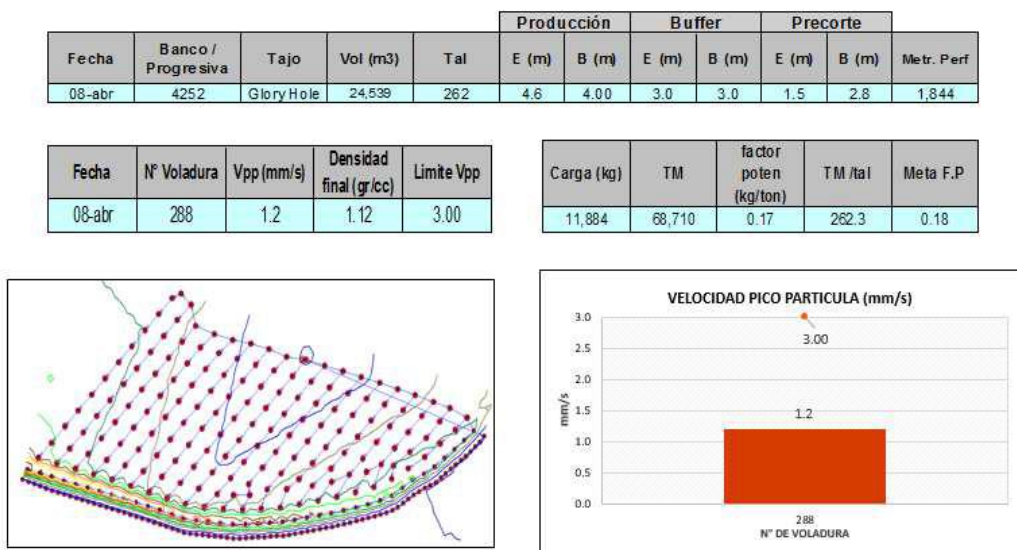 Producción Buffer Precorte
Fecha Banco / Progresiva Tajo Vol (m3) Tal E (m) B (m) E (m) B (m) E (m) B (m) Metr. Perf
08-abr 4252 Glory Hole 24,539 262 4.6 4.00 3.0 3.0 1.5 2.8 1,844
Fecha N° Voladura Vpp (mm/s) Densidad final (gr/cc) Limite Vpp
08-abr 288 1.2 1.12 3.00
Carga (kg) TM factor poten (kg/ton) TM /tal Meta F.P
11,884 68,710 0.17 262.3 0.18
VELOCIDAD PICO PARTICULA (mm/s)
3.0
2.5
2.0
1.5
1.0
0.5
0.0
mm/s
3.00
1.2
288
N° DE VOLADURA